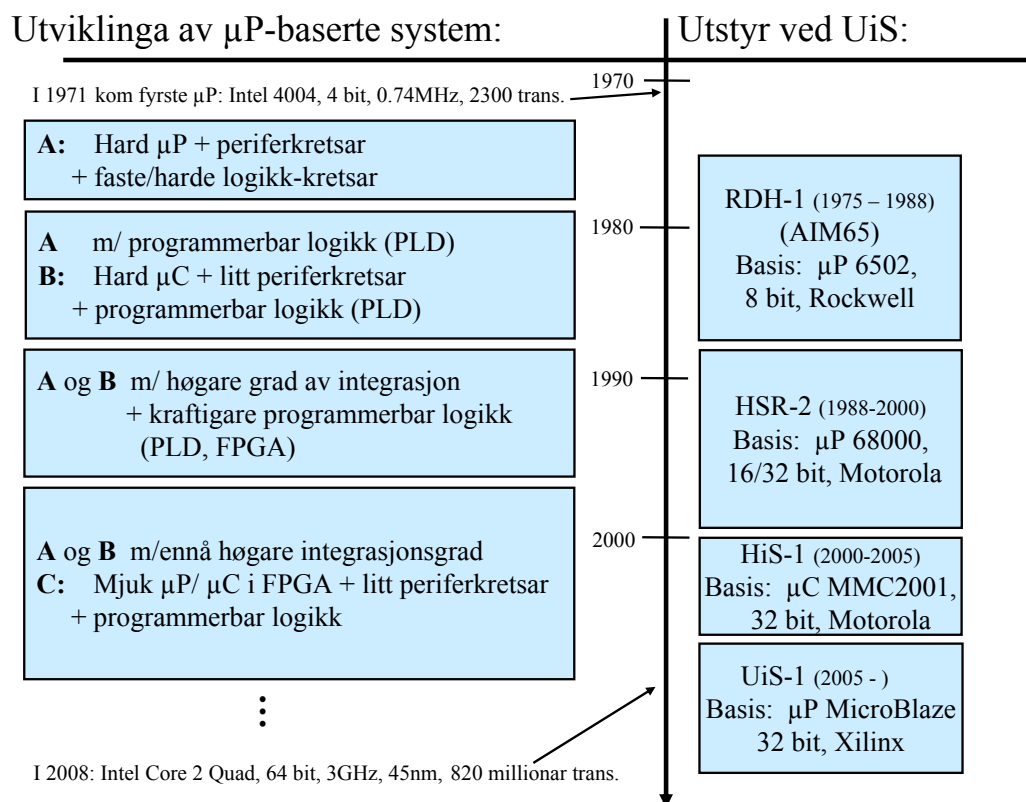 Utviklinga av µP-baserte system:
Utstyr ved UiS:
I 1971 kom fyrste µP: Intel 4004, 4 bit, 0.74MHz, 2300 trans.
A: Hard µP + periferkretsar
+ faste/harde logikk-kretsar
A m/ programmerbar logikk (PLD)
B: Hard µC + litt periferkretsar
+ programmerbar logikk (PLD)
A og B m/ høgare grad av integrasjon
+ kraftigare programmerbar logikk
(PLD, FPGA)
A og B m/ennå høgare integrasjonsgrad
C: Mjuk µP/ µC i FPGA + litt periferkretsar
+ programmerbar logikk
I 2008: Intel Core 2 Quad, 64 bit, 3GHz, 45nm, 820 millionar trans.
1970
1980
1990
2000
RDH-1 (1975 – 1988)
(AIM65)
Basis: µP 6502,
8 bit, Rockwell
HSR-2 (1988-2000)
Basis: µP 68000,
16/32 bit, Motorola
HiS-1 (2000-2005)
Basis: µC MMC2001,
32 bit, Motorola
UiS-1 (2005 - )
Basis: µP MicroBlaze
32 bit, Xilinx